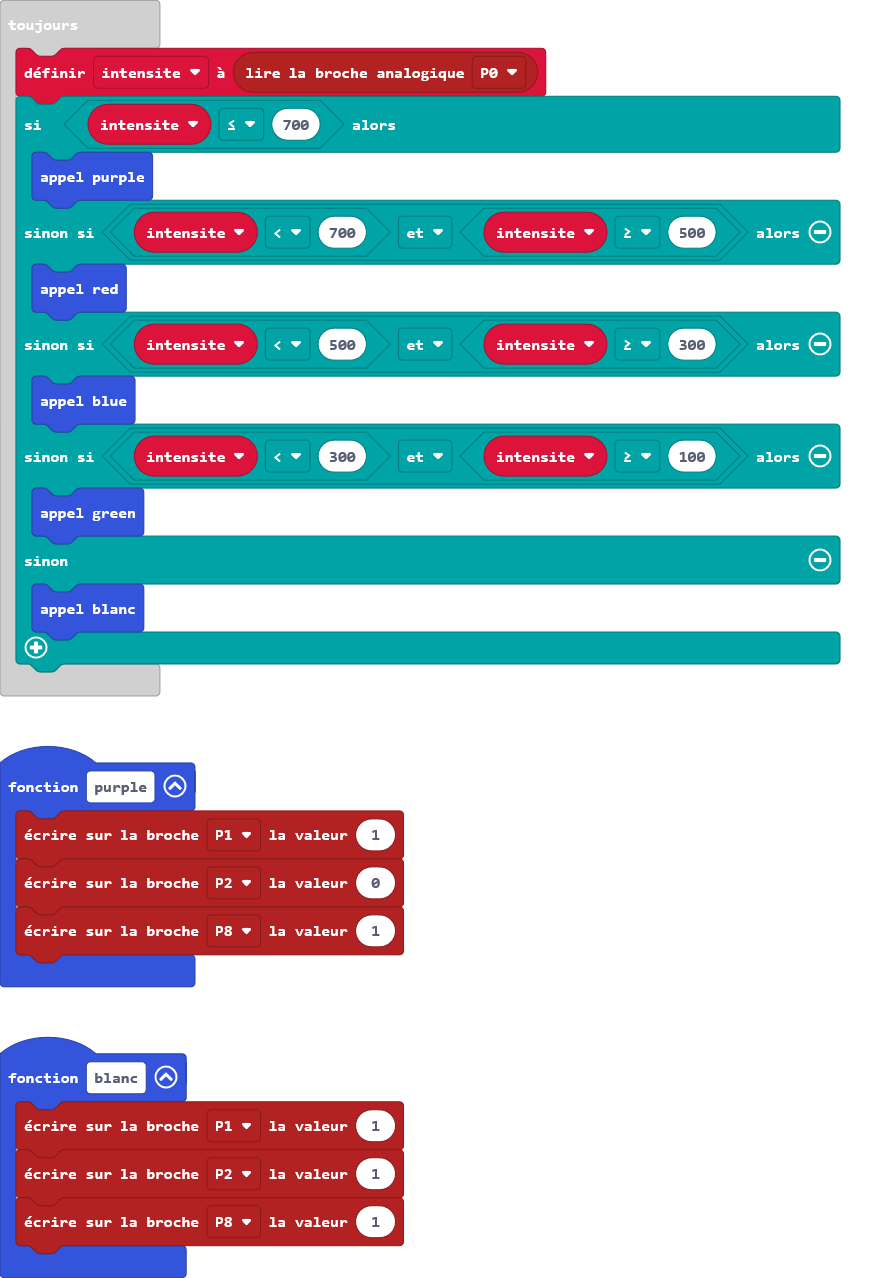 toujours
définir intensite à lire la broche analogique P0
si intensite ≤ 700 alors
appel purple
sinon si intensite < 700 et intensite ≥ 500 alors
appel red
sinon si intensite < 500 et intensite ≥ 300 alors
appel blue
sinon si intensite < 300 et intensite ≥ 100 alors
appel green
sinon
appel blanc
fonction purple
écrire sur la broche P1 la valeur 1
écrire sur la broche P2 la valeur 0
écrire sur la broche P8 la valeur 1
fonction blanc
écrire sur la broche P1 la valeur 1
écrire sur la broche P2 la valeur 1
écrire sur la broche P8 la valeur 1